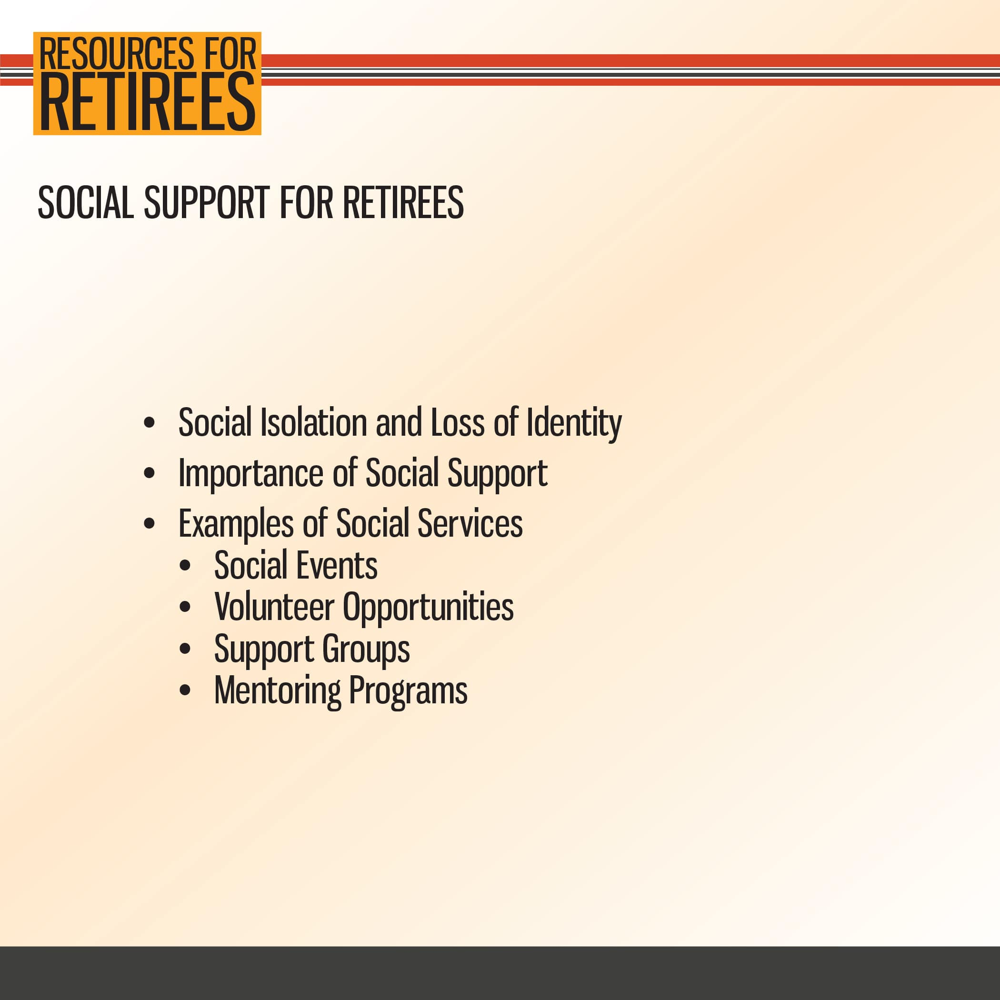 RESOURCES FOR
RETIREES
SOCIAL SUPPORT FOR RETIREES
• Social Isolation and Loss of Identity
• Importance of Social Support
• Examples of Social Services
• Social Events
• Volunteer Opportunities
• Support Groups
• Mentoring Programs